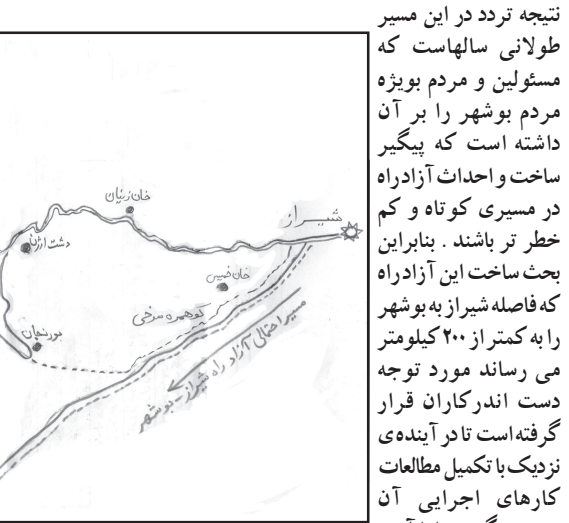 نتیجه تردد در این مسیر
طولانی سالهاست که
مسئولین و مردم بویژه
مردم بوشهر را بر آن
داشته است که پیگیر
ساخت و احداث آزادراه
در مسیری کوتاه و کم
خطر تر باشند . بنابراین
بحث ساخت این آزادراه
که فاصله شیراز به بوشهر
را به کمتر از ۲۰۰ کیلومتر
می رساند مورد توجه
دست اندرکاران قرار
گرفته است تا در آینده‌ی
نزدیک با تکمیل مطالعات
کارهای اجرایی آن
خان زنیان
شیراز
دشت ارژن
خان خبیس
کوهمره سرخی
بورنجان
مسیر احتمالی آزاد راه شیراز - بوشهر